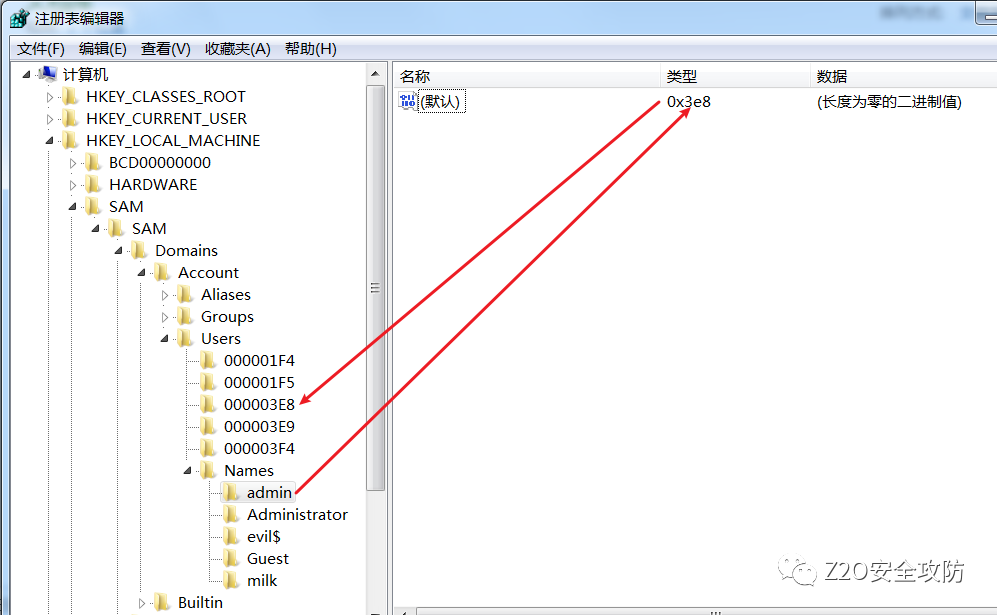 注册表编辑器
文件(F) 编辑(E) 查看(V) 收藏夹(A) 帮助(H)
计算机
HKEY_CLASSES_ROOT
HKEY_CURRENT_USER
HKEY_LOCAL_MACHINE
BCD00000000
HARDWARE
SAM
SAM
Domains
Account
Aliases
Groups
Users
000001F4
000001F5
000003E8
000003E9
000003F4
Names
admin
Administrator
evil$
Guest
milk
Builtin
名称 类型 数据
(默认) 0x3e8 (长度为零的二进制值)
Z2O安全攻防